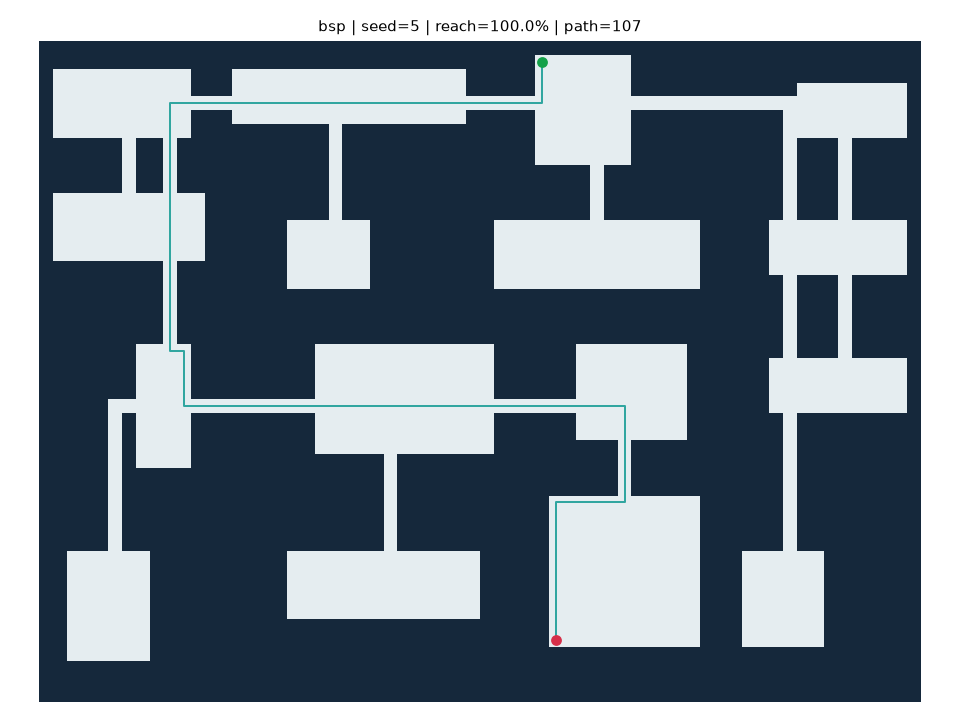 bsp | seed=5 | reach=100.0% | path=107